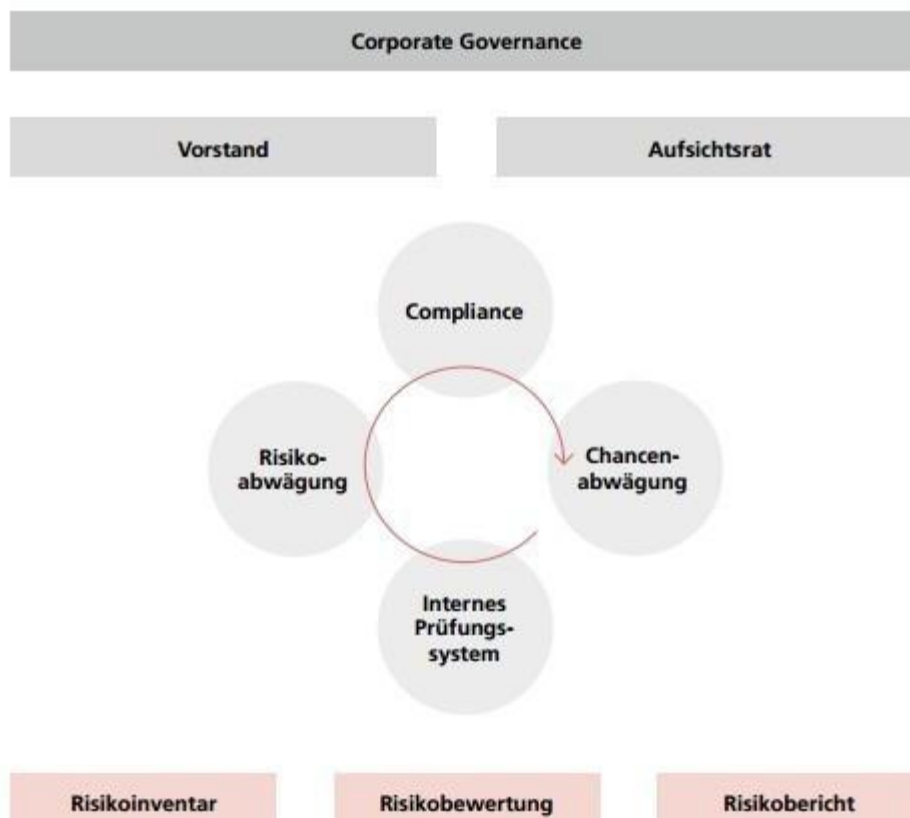 Corporate Governance
Vorstand
Aufsichtsrat
Compliance
Risiko-
abwägung
Chancen-
abwägung
Internes
Prüfungs-
system
Risikoinventar
Risikobewertung
Risikobericht